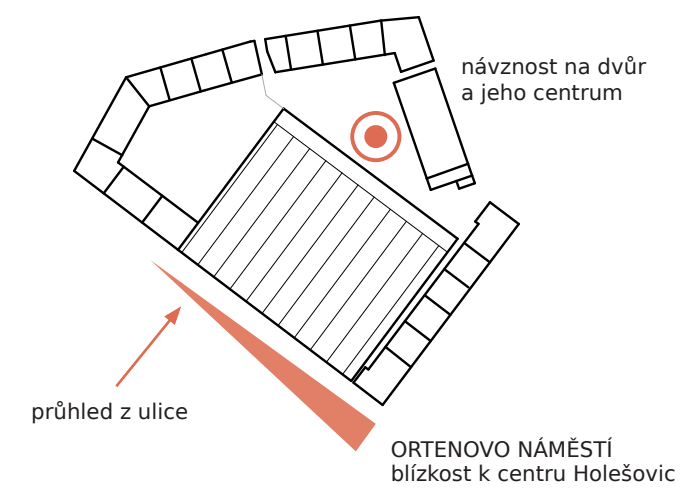 návznost na dvůr
a jeho centrum
průhled z ulice
ORTENOVO NÁMĚSTÍ
blízkost k centru Holešovic